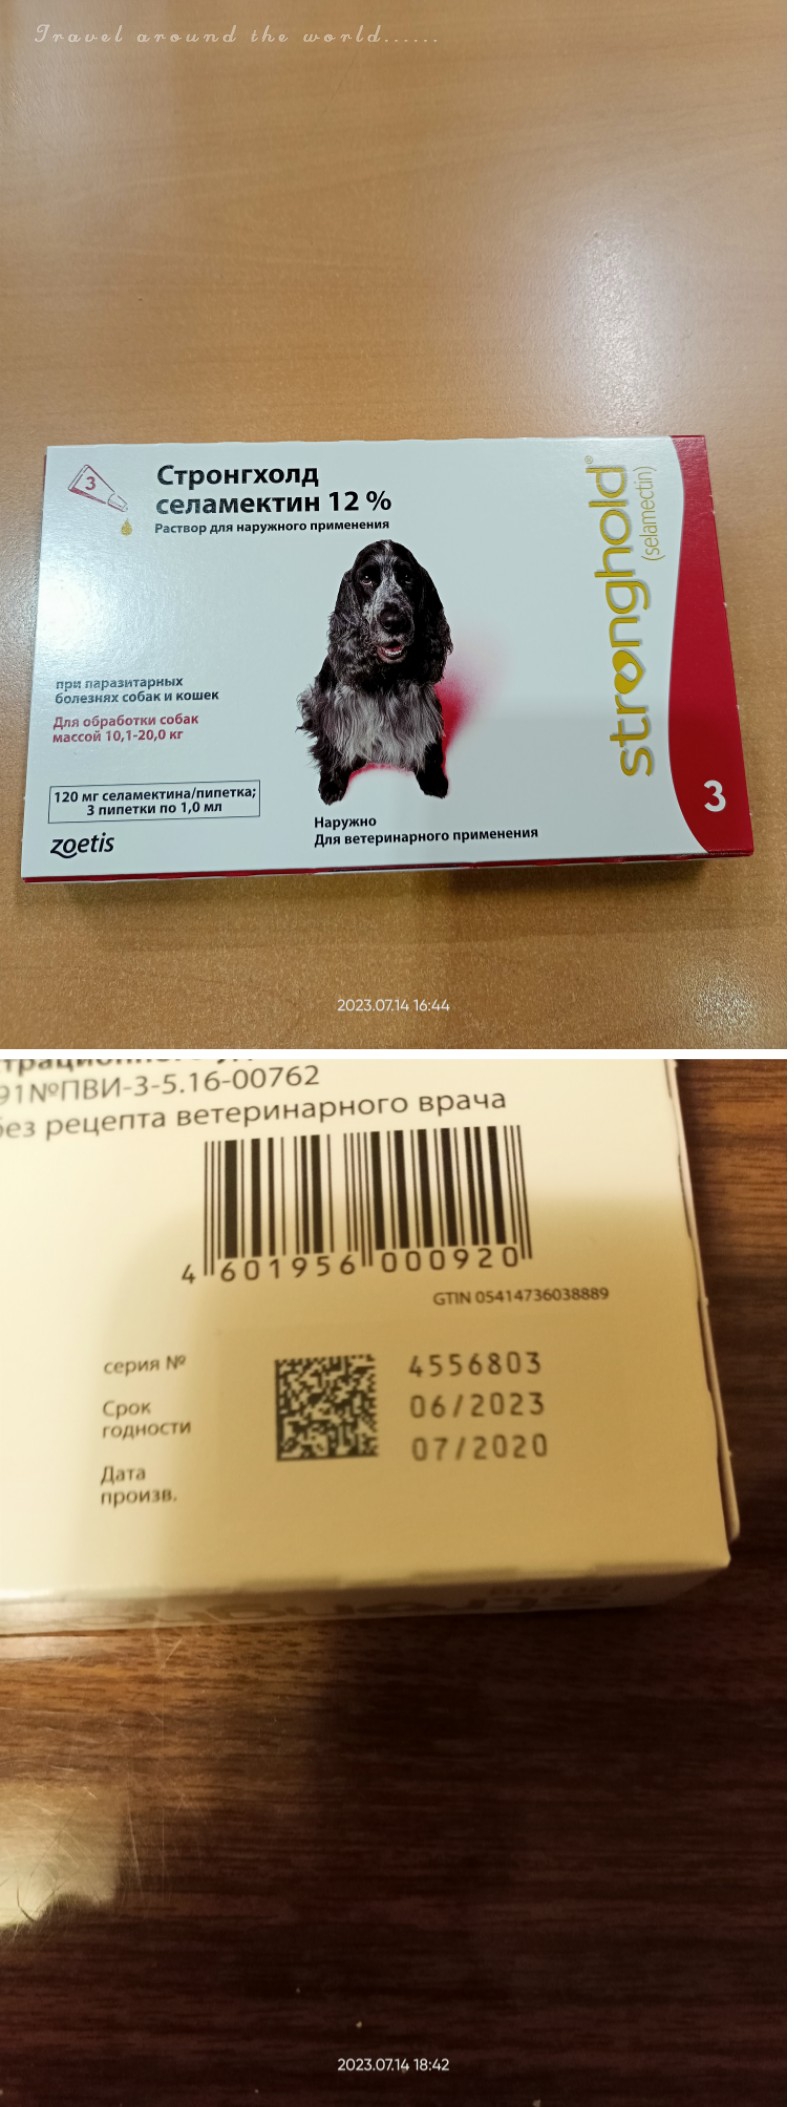 Travel around the world......
3
Стронгхолд
селамектин 12 %
Раствор для наружного применения
при паразитарных
болезнях собак и кошек
Для обработки собак
массой 10,1-20,0 кг
120 мг селамектина/пипетка;
3 пипетки по 1,0 мл
zoetis
Наружно
Для ветеринарного применения
stronghold®
(selamectin)
3
2023.07.14 16:44
91№ПВИ-3-5.16-00762
без рецепта ветеринарного врача
4 601956 000920
GTIN 05414736038889
серия № 4556803
Срок
годности 06/2023
07/2020
Дата
произв.
2023.07.14 18:42